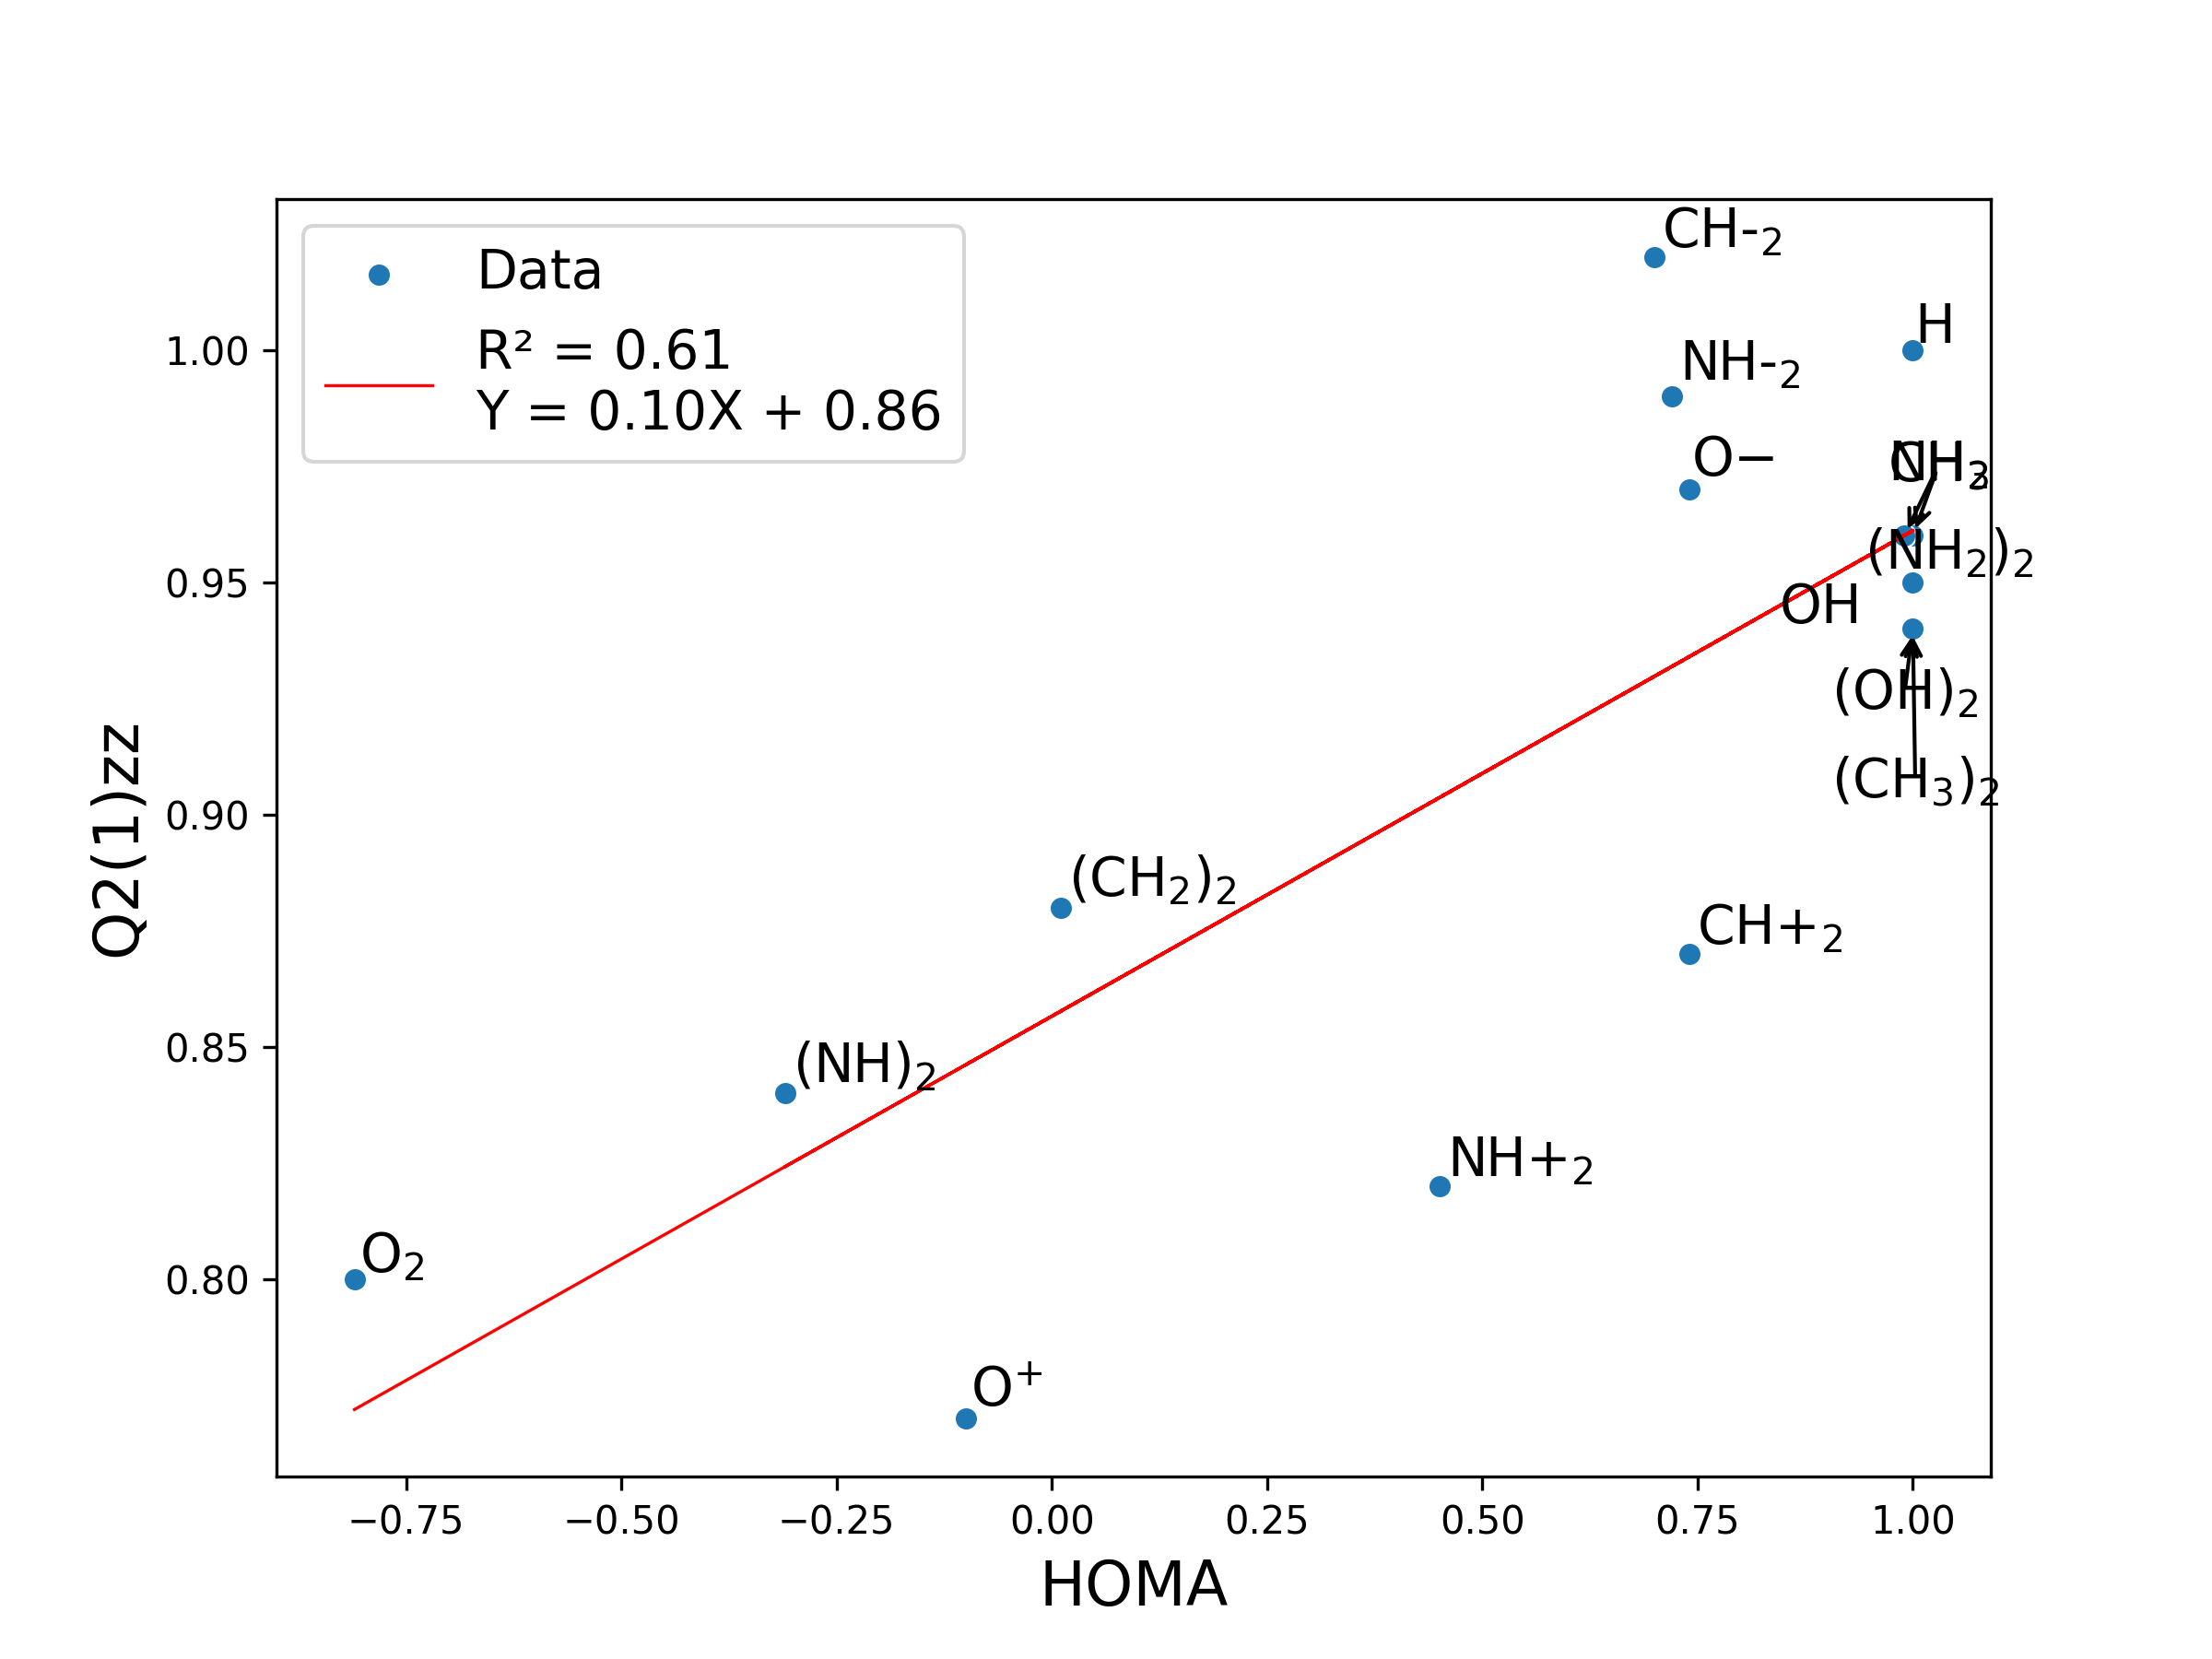 Data
R² = 0.61
Y = 0.10X + 0.86
CH-₂
H
NH-₂
O−
CH₃
NH₂
(NH₂)₂
OH
(OH)₂
(CH₃)₂
(CH₂)₂
CH+₂
(NH)₂
NH+₂
O₂
O⁺
1.00
0.95
0.90
0.85
0.80
Q2(1)zz
−0.75 −0.50 −0.25 0.00 0.25 0.50 0.75 1.00
HOMA